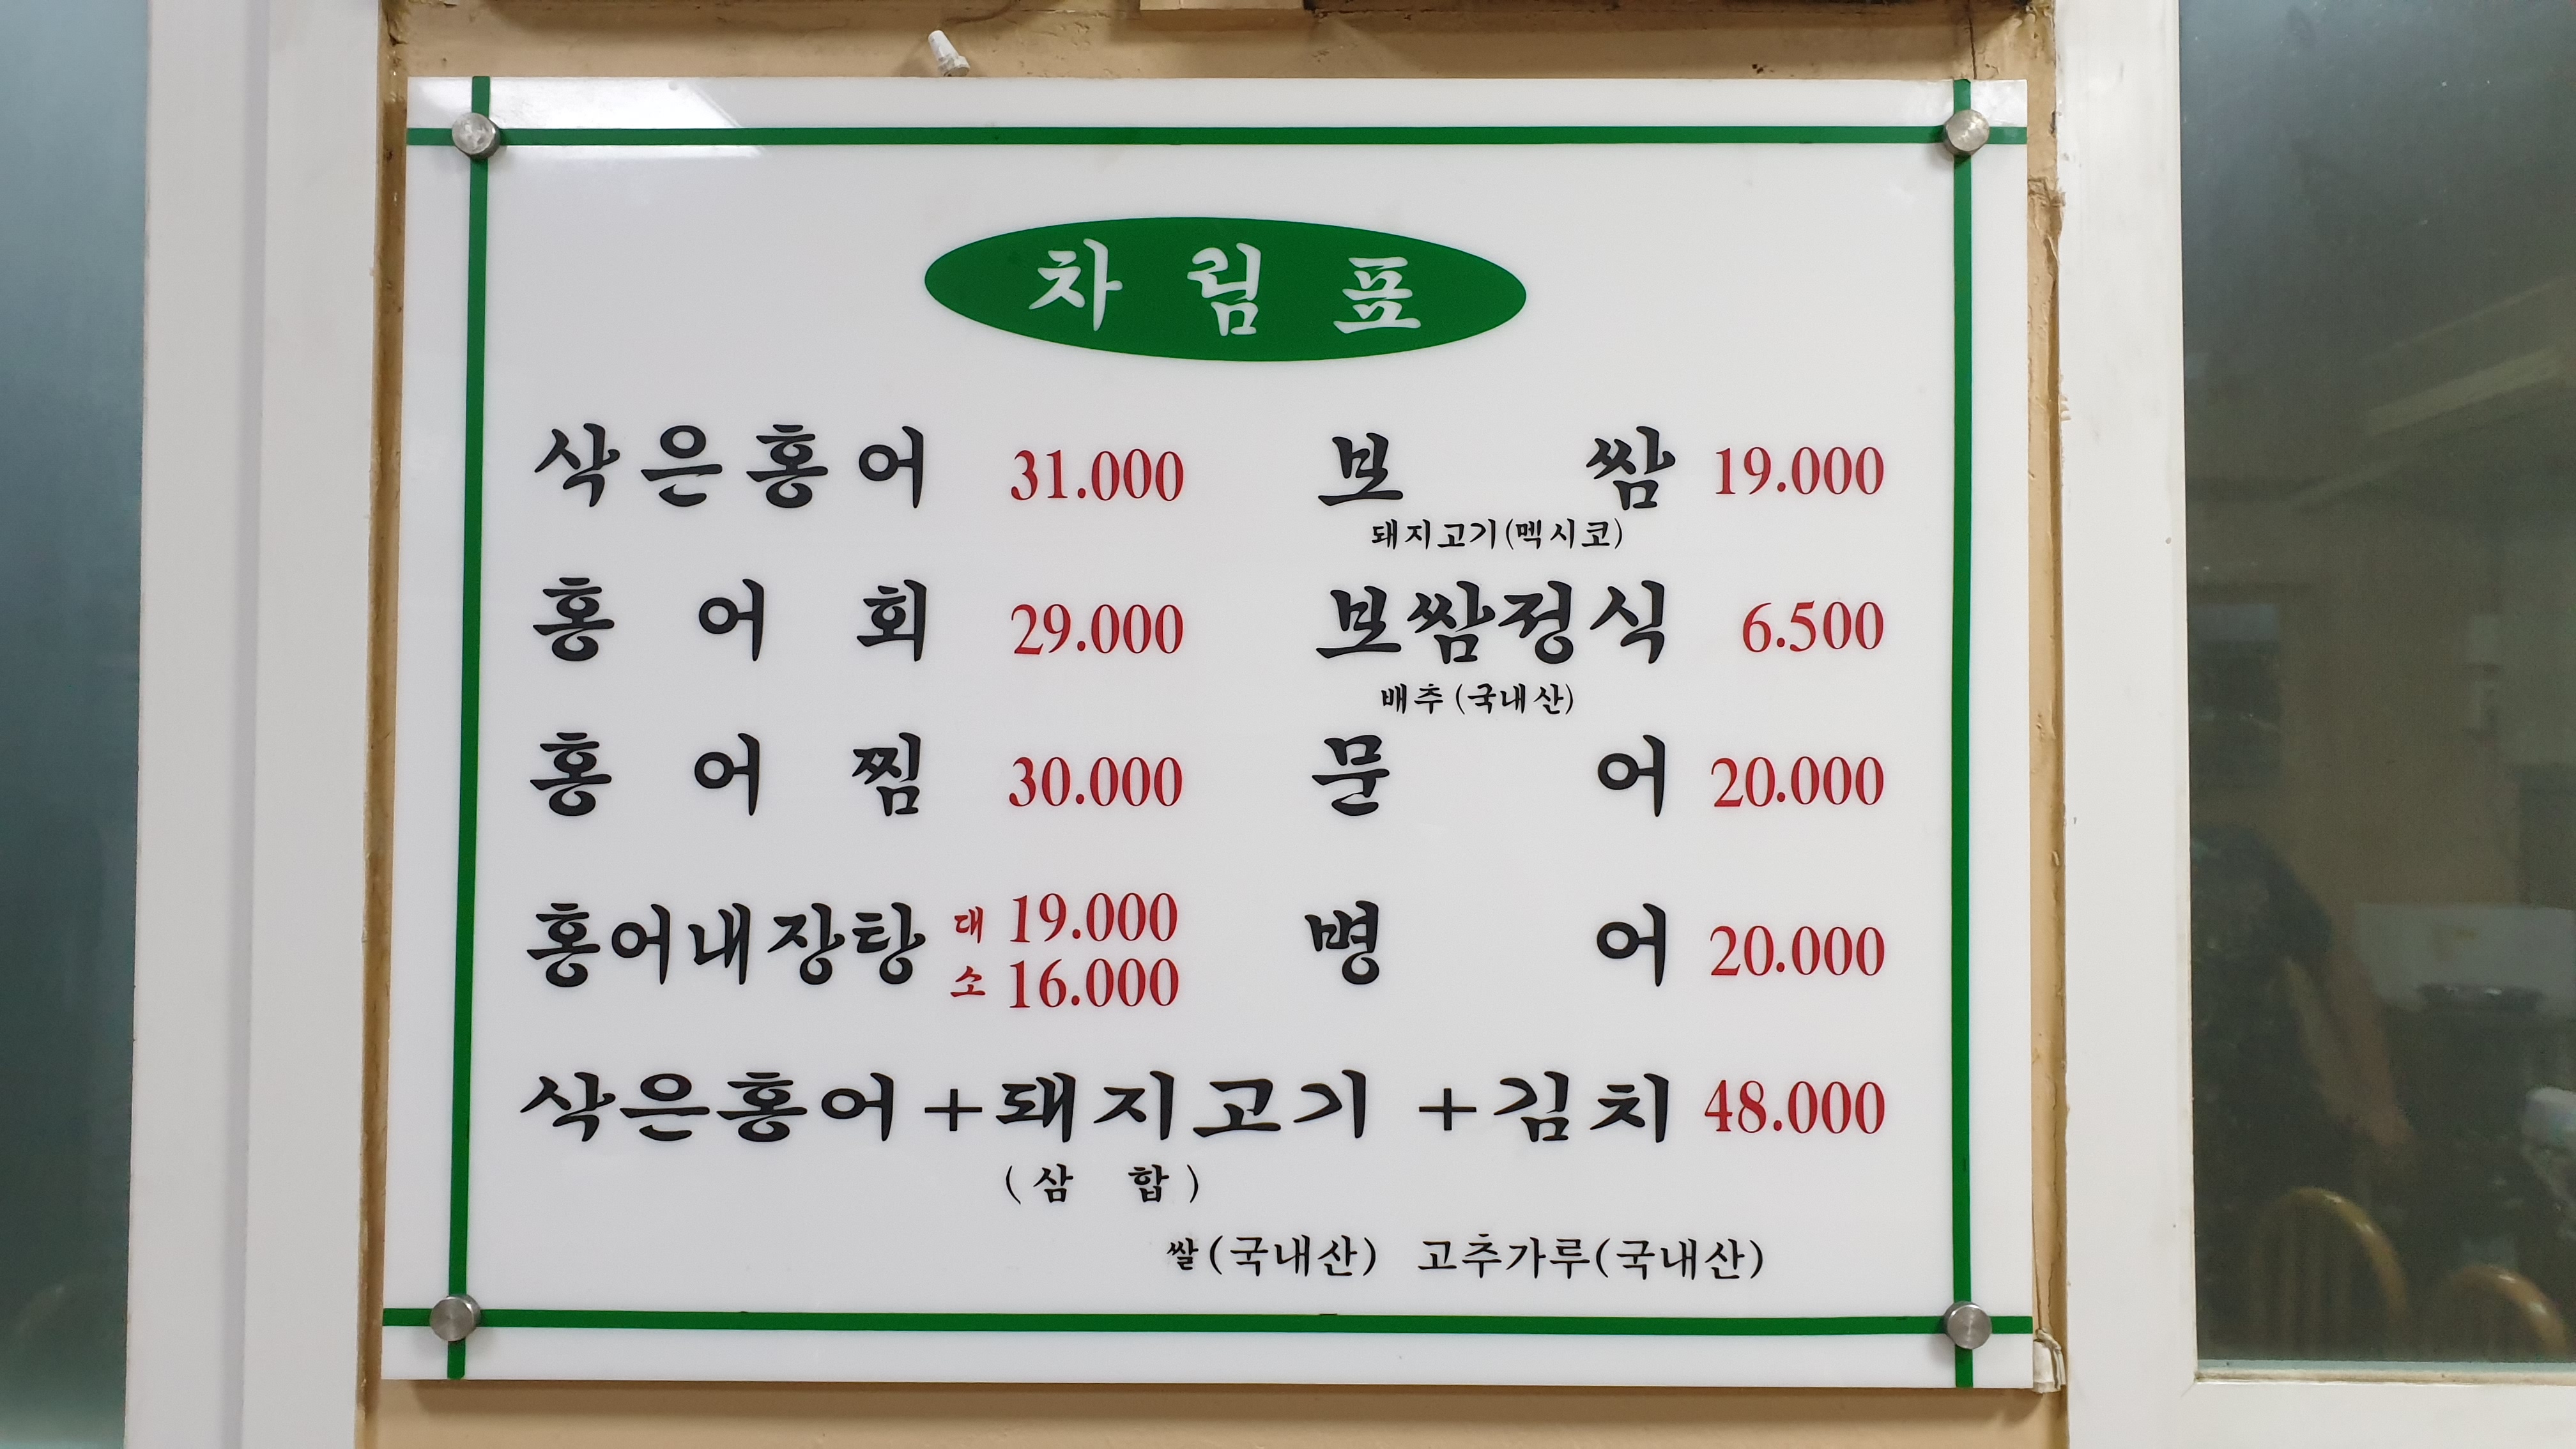 차림표
삭은홍어 31.000 보쌈 19.000
돼지고기(멕시코)
홍어회 29.000 보쌈정식 6.500
배추(국내산)
홍어찜 30.000 문어 20.000
홍어내장탕 대 19.000 병어 20.000
소 16.000
삭은홍어+돼지고기+김치 48.000
(삼합)
쌀(국내산) 고추가루(국내산)